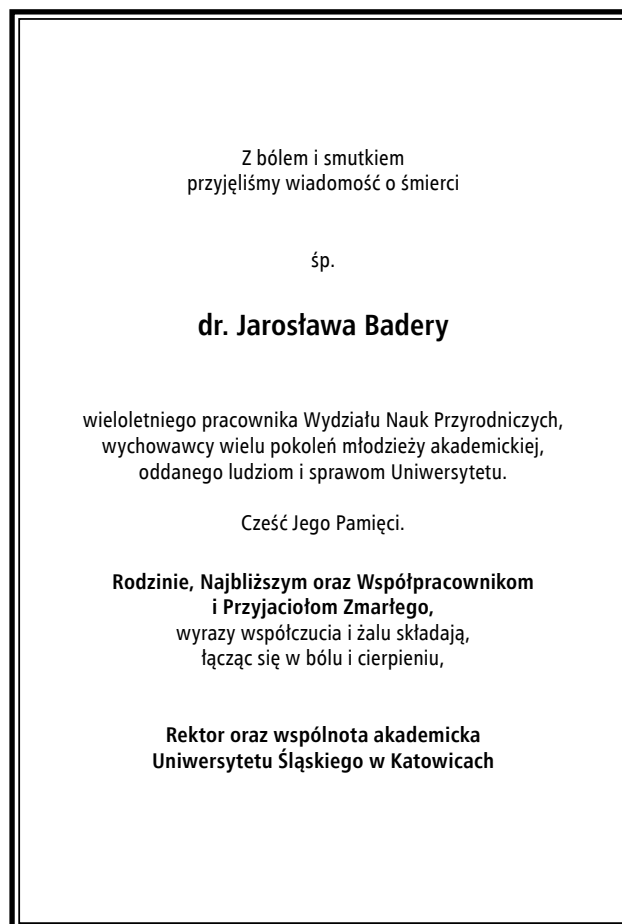 Z bólem i smutkiem
przyjęliśmy wiadomość o śmierci
śp.
dr. Jarosława Badery
wieloletniego pracownika Wydziału Nauk Przyrodniczych,
wychowawcy wielu pokoleń młodzieży akademickiej,
oddanego ludziom i sprawom Uniwersytetu.
Cześć Jego Pamięci.
Rodzinie, Najbliższym oraz Współpracownikom
i Przyjaciołom Zmarłego,
wyrazy współczucia i żalu składają,
łącząc się w bólu i cierpieniu,
Rektor oraz wspólnota akademicka
Uniwersytetu Śląskiego w Katowicach